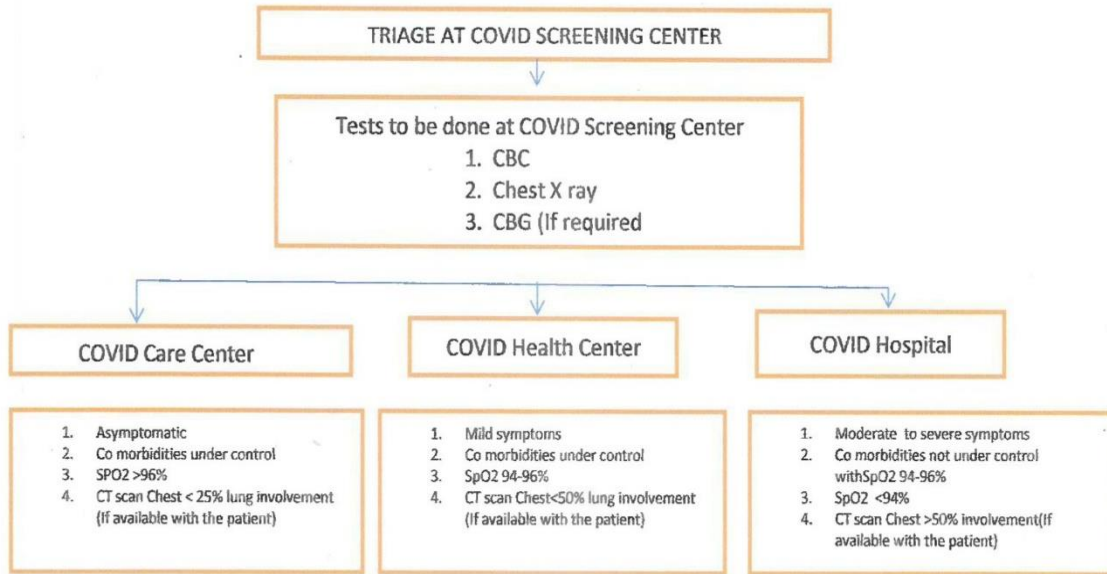 TRIAGE AT COVID SCREENING CENTER
Tests to be done at COVID Screening Center
1. CBC
2. Chest X ray
3. CBG (If required
COVID Care Center
COVID Health Center
COVID Hospital
1. Asymptomatic
2. Co morbidities under control
3. SPO2 >96%
4. CT scan Chest < 25% lung involvement
(If available with the patient)
1. Mild symptoms
2. Co morbidities under control
3. SpO2 94-96%
4. CT scan Chest<50% lung involvement
(If available with the patient)
1. Moderate to severe symptoms
2. Co morbidities not under control
withSpO2 94-96%
3. SpO2 <94%
4. CT scan Chest >50% involvement(If
available with the patient)